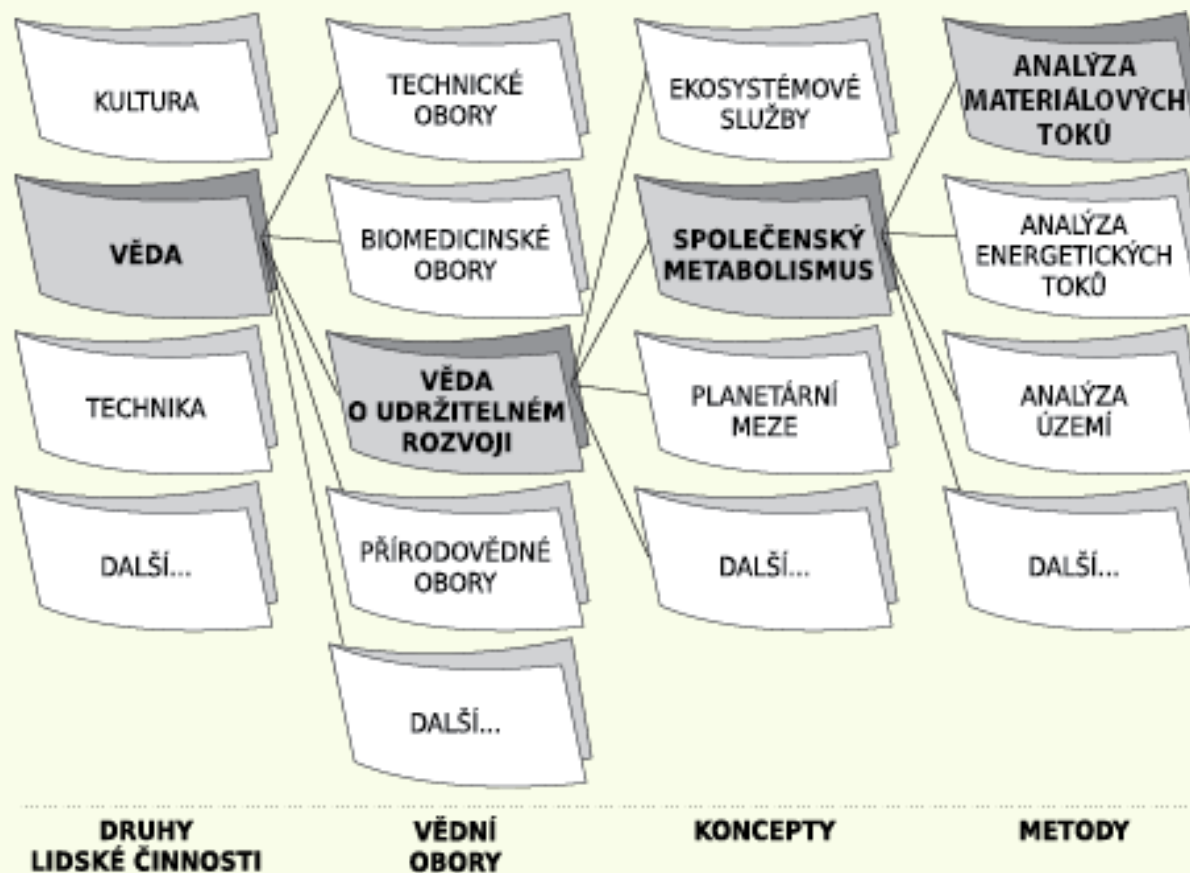 KULTURA
VĚDA
TECHNIKA
DALŠÍ...
DRUHY
LIDSKÉ ČINNOSTI
TECHNICKÉ
OBORY
BIOMEDICINSKÉ
OBORY
VĚDA
O UDRŽITELNÉM
ROZVOJI
PŘÍRODOVĚDNÉ
OBORY
DALŠÍ...
VĚDNÍ
OBORY
EKOSYSTÉMOVÉ
SLUŽBY
SPOLEČENSKÝ
METABOLISMUS
PLANETÁRNÍ
MEZE
DALŠÍ...
KONCEPTY
ANALÝZA
MATERIÁLOVÝCH
TOKŮ
ANALÝZA
ENERGETICKÝCH
TOKŮ
ANALÝZA
ÚZEMÍ
DALŠÍ...
METODY